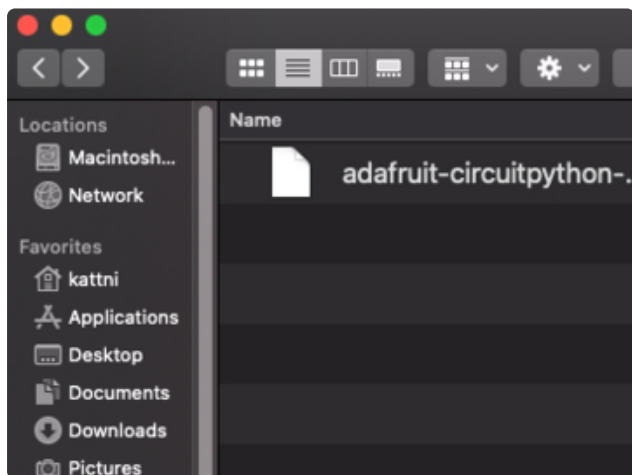 Locations
Macintosh...
Network
Favorites
kattni
Applications
Desktop
Documents
Downloads
Pictures
Name
adafruit-circuitpython-.